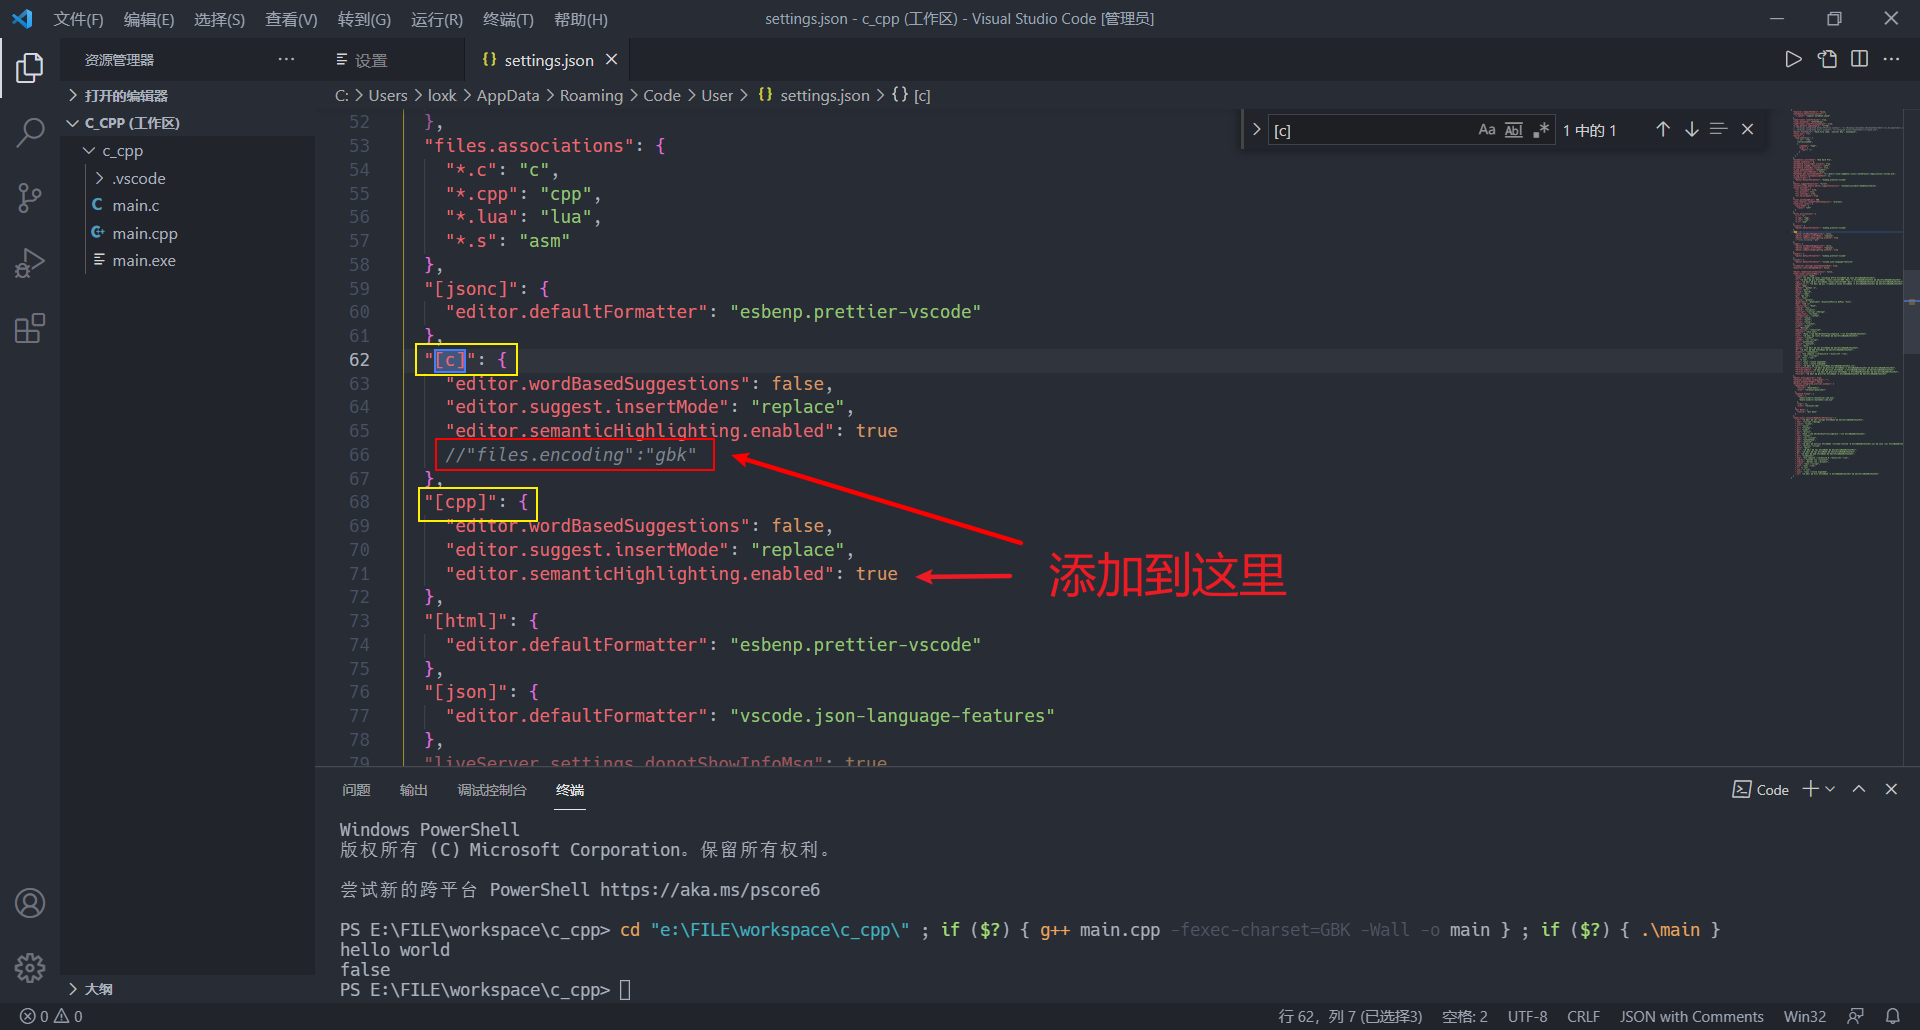 文件(F) 编辑(E) 选择(S) 查看(V) 转到(G) 运行(R) 终端(T) 帮助(H) settings.json - c_cpp (工作区) - Visual Studio Code [管理员]
资源管理器 ···
设置 {} settings.json
打开的编辑器
C_CPP (工作区)
c_cpp
.vscode
C main.c
C+ main.cpp
main.exe
大纲
C: > Users > loxk > AppData > Roaming > Code > User > {} settings.json > {} [c]
[c] Aa Abl .* 1 中的 1
52 },
53 "files.associations": {
54 "*.c": "c",
55 "*.cpp": "cpp",
56 "*.lua": "lua",
57 "*.s": "asm"
58 },
59 "[jsonc]": {
60 "editor.defaultFormatter": "esbenp.prettier-vscode"
61 },
62 "[c]": {
63 "editor.wordBasedSuggestions": false,
64 "editor.suggest.insertMode": "replace",
65 "editor.semanticHighlighting.enabled": true
66 //"files.encoding":"gbk"
67 },
68 "[cpp]": {
69 "editor.wordBasedSuggestions": false,
70 "editor.suggest.insertMode": "replace",
71 "editor.semanticHighlighting.enabled": true
添加到这里
72 },
73 "[html]": {
74 "editor.defaultFormatter": "esbenp.prettier-vscode"
75 },
76 "[json]": {
77 "editor.defaultFormatter": "vscode.json-language-features"
78 },
79 "liveServer.settings.donotShowInfoMsg": true
问题 输出 调试控制台 终端 Code
Windows PowerShell
版权所有 (C) Microsoft Corporation。保留所有权利。
尝试新的跨平台 PowerShell https://aka.ms/pscore6
PS E:\FILE\workspace\c_cpp> cd "e:\FILE\workspace\c_cpp\" ; if ($?) { g++ main.cpp -fexec-charset=GBK -Wall -o main } ; if ($?) { .\main }
hello world
false
PS E:\FILE\workspace\c_cpp>
0 0 行 62，列 7 (已选择3) 空格: 2 UTF-8 CRLF JSON with Comments Win32